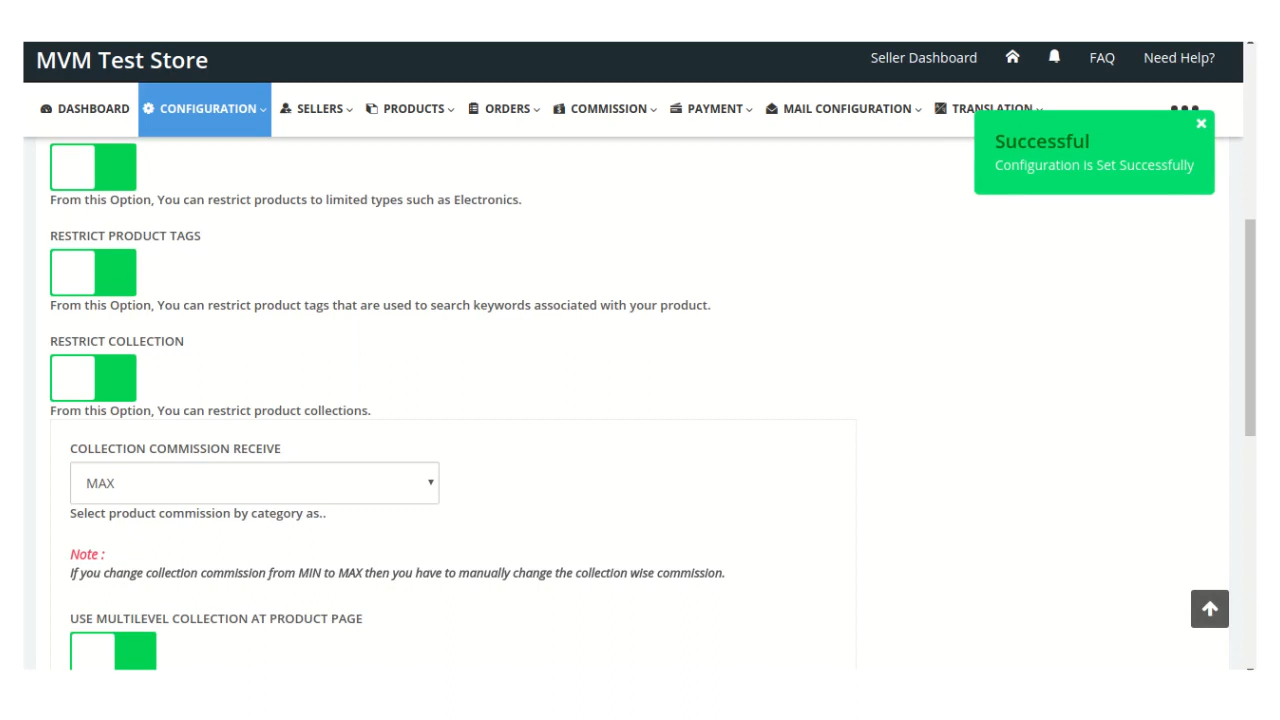 MVM Test Store
Seller Dashboard FAQ Need Help?
DASHBOARD CONFIGURATION SELLERS PRODUCTS ORDERS COMMISSION PAYMENT MAIL CONFIGURATION TRANSLATION
Successful
Configuration is Set Successfully
From this Option, You can restrict products to limited types such as Electronics.
RESTRICT PRODUCT TAGS
From this Option, You can restrict product tags that are used to search keywords associated with your product.
RESTRICT COLLECTION
From this Option, You can restrict product collections.
COLLECTION COMMISSION RECEIVE
MAX
Select product commission by category as..
Note :
If you change collection commission from MIN to MAX then you have to manually change the collection wise commission.
USE MULTILEVEL COLLECTION AT PRODUCT PAGE